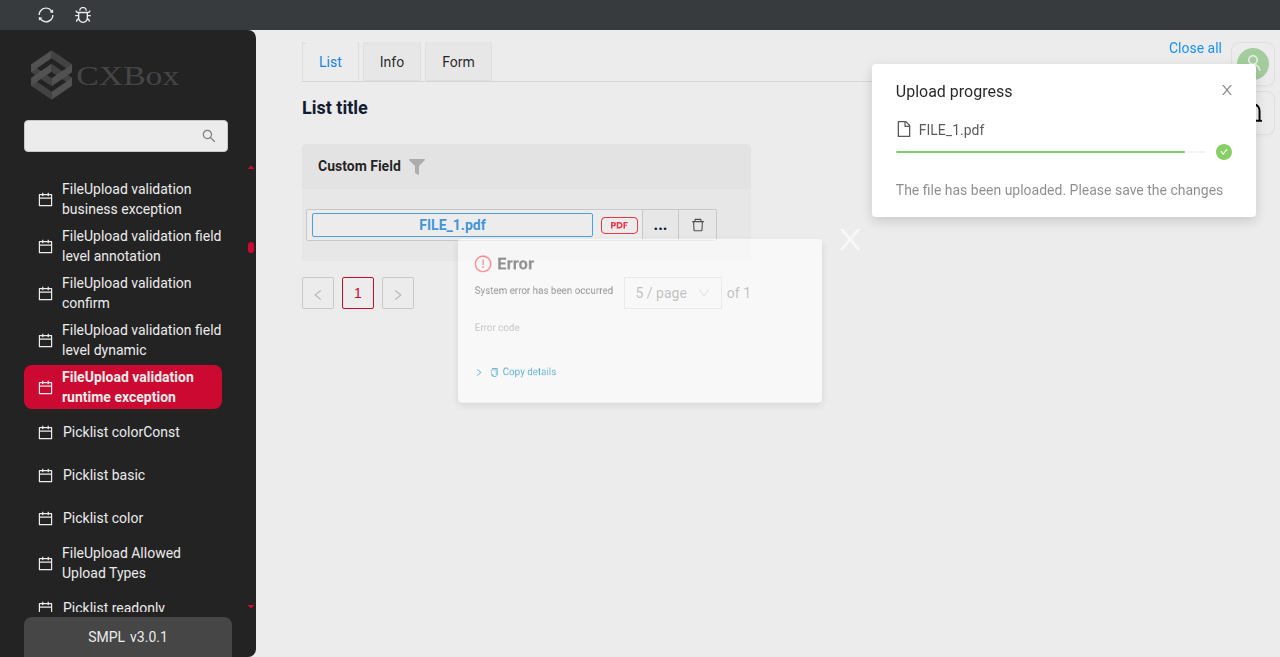 CXBox
FileUpload validation
business exception
FileUpload validation field
level annotation
FileUpload validation
confirm
FileUpload validation field
level dynamic
FileUpload validation
runtime exception
Picklist colorConst
Picklist basic
Picklist color
FileUpload Allowed
Upload Types
Picklist readonly
SMPL v3.0.1
List Info Form
List title
Custom Field
FILE_1.pdf PDF ...
< 1 >
5 / page of 1
Error
System error has been occurred
Error code
Copy details
Close all
Upload progress
FILE_1.pdf
The file has been uploaded. Please save the changes